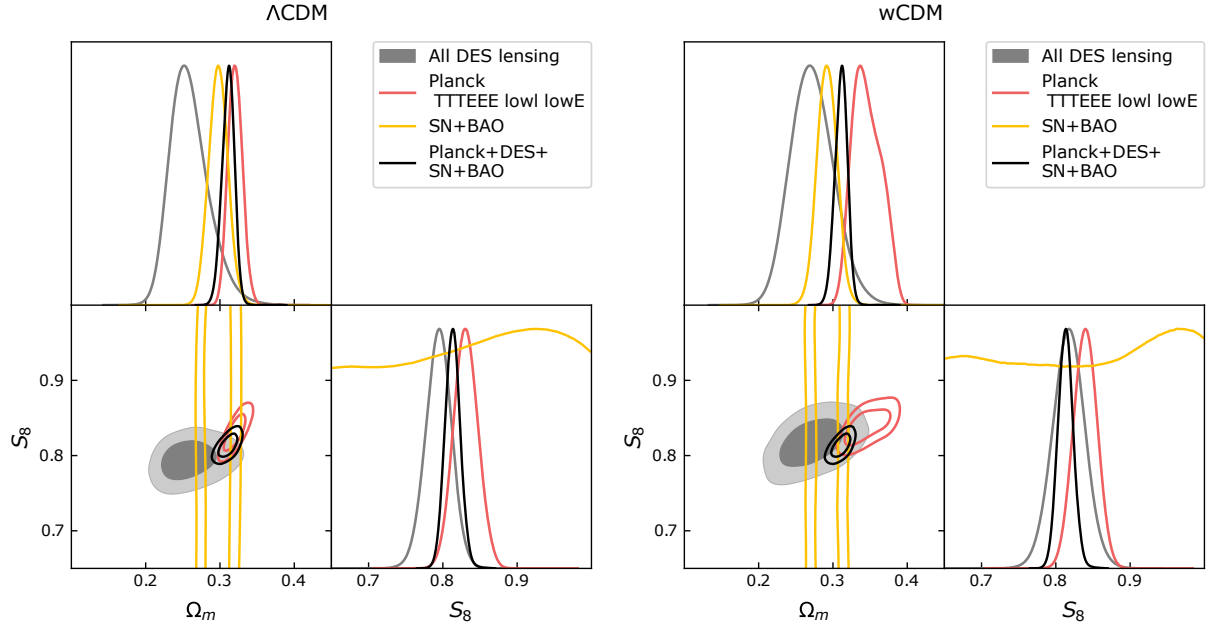 ΛCDM
All DES lensing
Planck
TTTEEE lowl lowE
SN+BAO
Planck+DES+
SN+BAO
0.9
0.8
0.7
S8
0.2 0.3 0.4
Ωm
0.7 0.8 0.9
S8
wCDM
All DES lensing
Planck
TTTEEE lowl lowE
SN+BAO
Planck+DES+
SN+BAO
0.9
0.8
0.7
S8
0.2 0.3 0.4
Ωm
0.7 0.8 0.9
S8